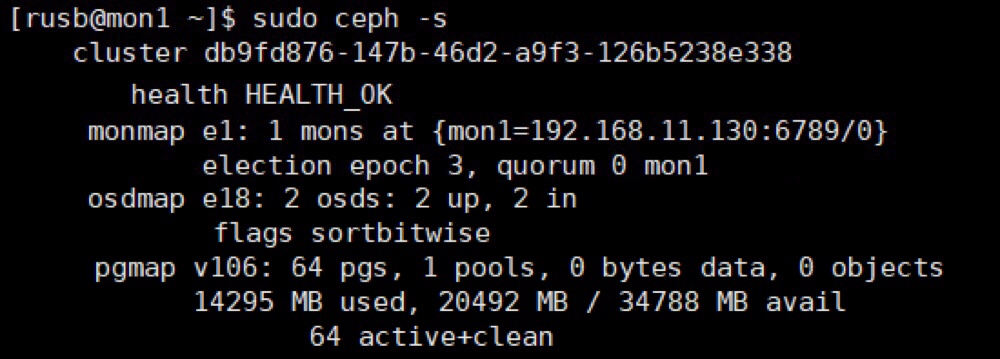 [rusb@mon1 ~]$ sudo ceph -s
cluster db9fd876-147b-46d2-a9f3-126b5238e338
health HEALTH_OK
monmap e1: 1 mons at {mon1=192.168.11.130:6789/0}
election epoch 3, quorum 0 mon1
osdmap e18: 2 osds: 2 up, 2 in
flags sortbitwise
pgmap v106: 64 pgs, 1 pools, 0 bytes data, 0 objects
14295 MB used, 20492 MB / 34788 MB avail
64 active+clean